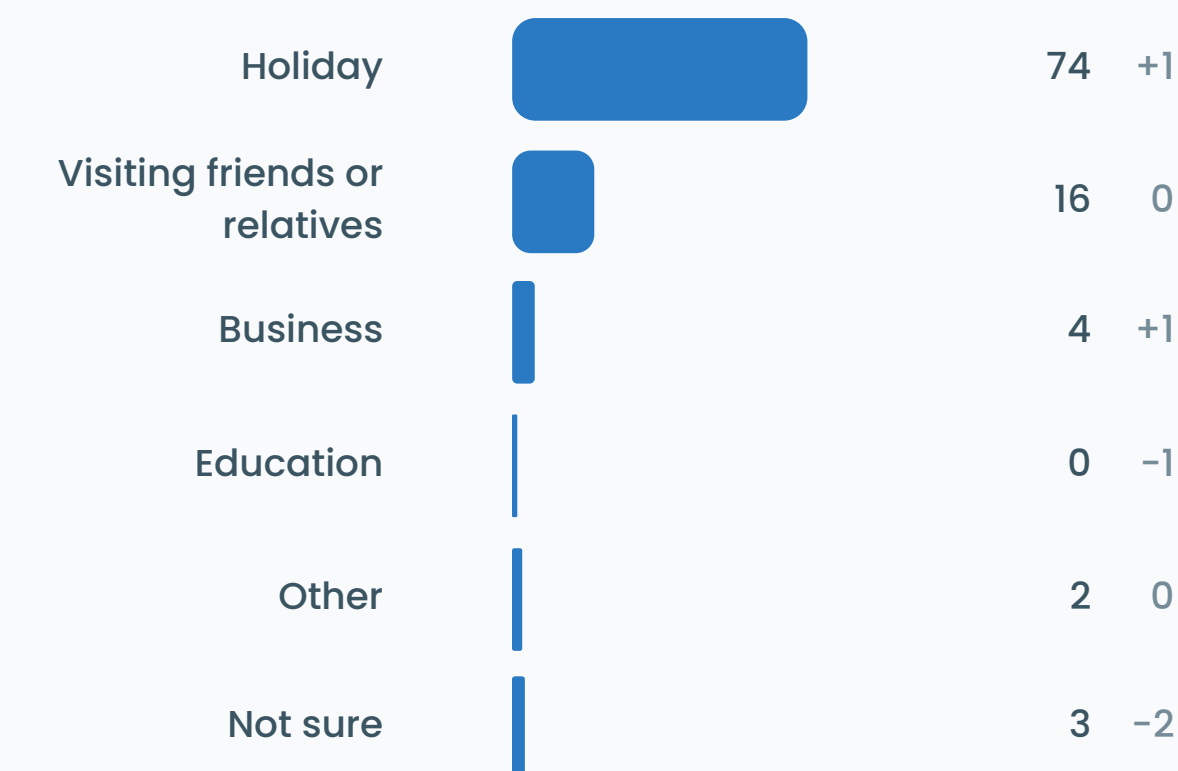 Holiday 74 +1
Visiting friends or
relatives 16 0
Business 4 +1
Education 0 -1
Other 2 0
Not sure 3 -2